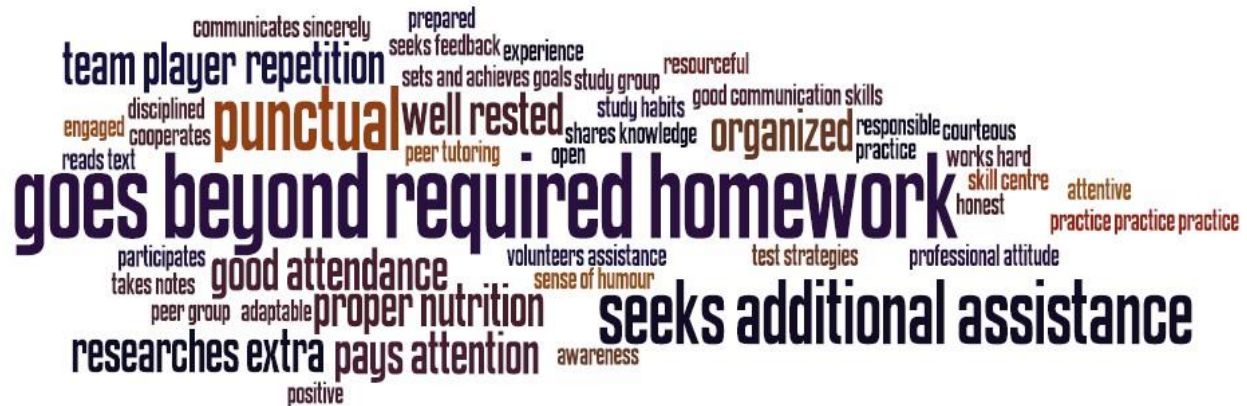 communicates sincerely
prepared
seeks feedback
experience
team player
repetition
sets and achieves goals
study group
resourceful
disciplined
punctual
well rested
study habits
good communication skills
engaged
cooperates
shares knowledge
organized
responsible
courteous
reads text
peer tutoring
open
practice
works hard
goes beyond required homework
skill centre
attentive
honest
practice practice practice
participates
good attendance
volunteers assistance
test strategies
professional attitude
takes notes
sense of humour
peer group
adaptable
proper nutrition
seeks additional assistance
researches extra
pays attention
awareness
positive